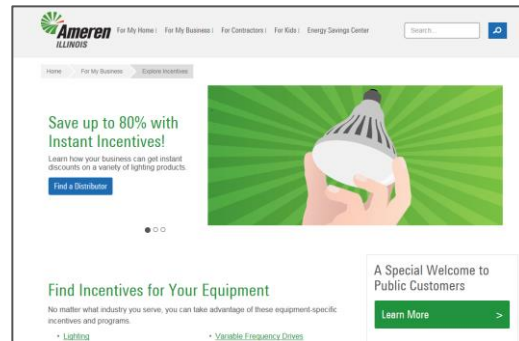 Ameren
ILLINOIS
For My Home | For My Business | For Contractors | For Kids | Energy Savings Center
Search...
Home For My Business Explore Incentives
Save up to 80% with
Instant Incentives!
Learn how your business can get instant
discounts on a variety of lighting products.
Find a Distributor
Find Incentives for Your Equipment
No matter what industry you serve, you can take advantage of these equipment-specific
incentives and programs.
• Lighting
• Variable Frequency Drives
A Special Welcome to
Public Customers
Learn More >